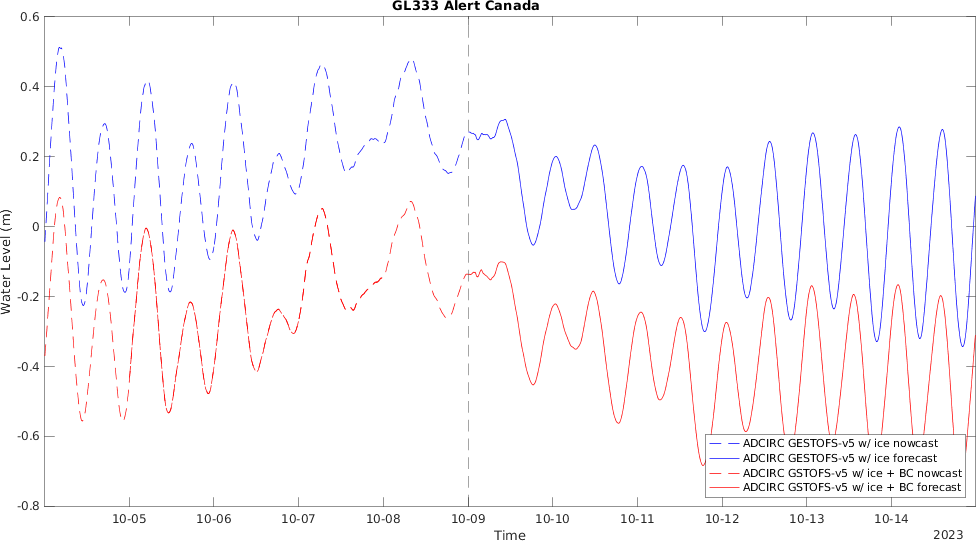 GL333 Alert Canada
0.6
0.4
0.2
0
-0.2
-0.4
-0.6
-0.8
Water Level (m)
ADCIRC GESTOFS-v5 w/ ice nowcast
ADCIRC GESTOFS-v5 w/ ice forecast
ADCIRC GSTOFS-v5 w/ ice + BC nowcast
ADCIRC GSTOFS-v5 w/ ice + BC forecast
10-05 10-06 10-07 10-08 10-09 10-10 10-11 10-12 10-13 10-14
Time
2023